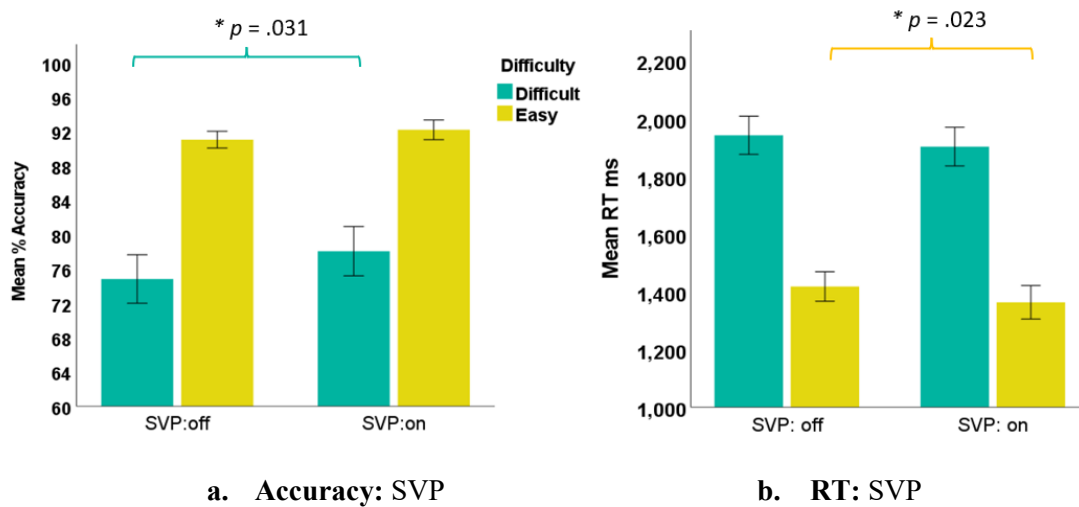 * p = .031
100
96
92
88
84
80
76
72
68
64
60
Mean % Accuracy
SVP:off
SVP:on
Difficulty
Difficult
Easy
* p = .023
2,200
2,000
1,800
1,600
1,400
1,200
1,000
Mean RT ms
SVP: off
SVP: on
a. Accuracy: SVP
b. RT: SVP